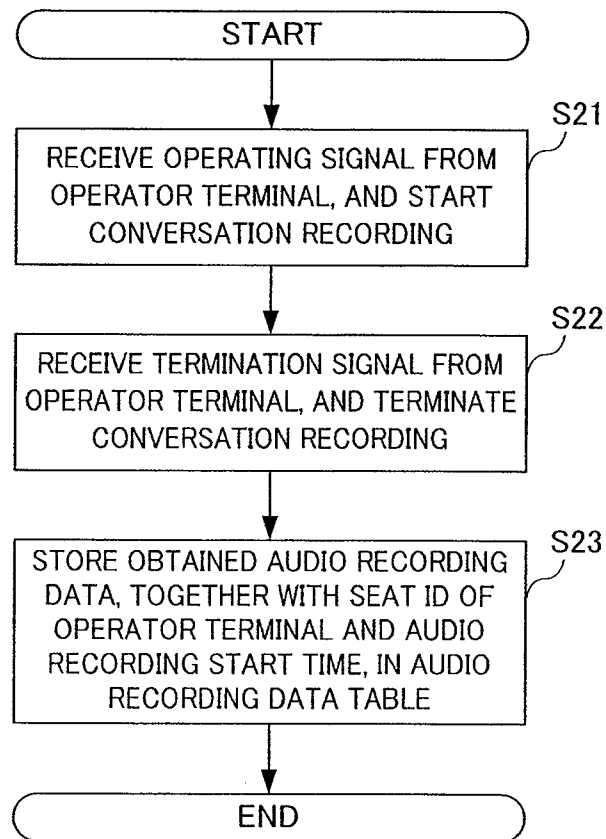 START
S21
RECEIVE OPERATING SIGNAL FROM
OPERATOR TERMINAL, AND START
CONVERSATION RECORDING
S22
RECEIVE TERMINATION SIGNAL FROM
OPERATOR TERMINAL, AND TERMINATE
CONVERSATION RECORDING
S23
STORE OBTAINED AUDIO RECORDING
DATA, TOGETHER WITH SEAT ID OF
OPERATOR TERMINAL AND AUDIO
RECORDING START TIME, IN AUDIO
RECORDING DATA TABLE
END